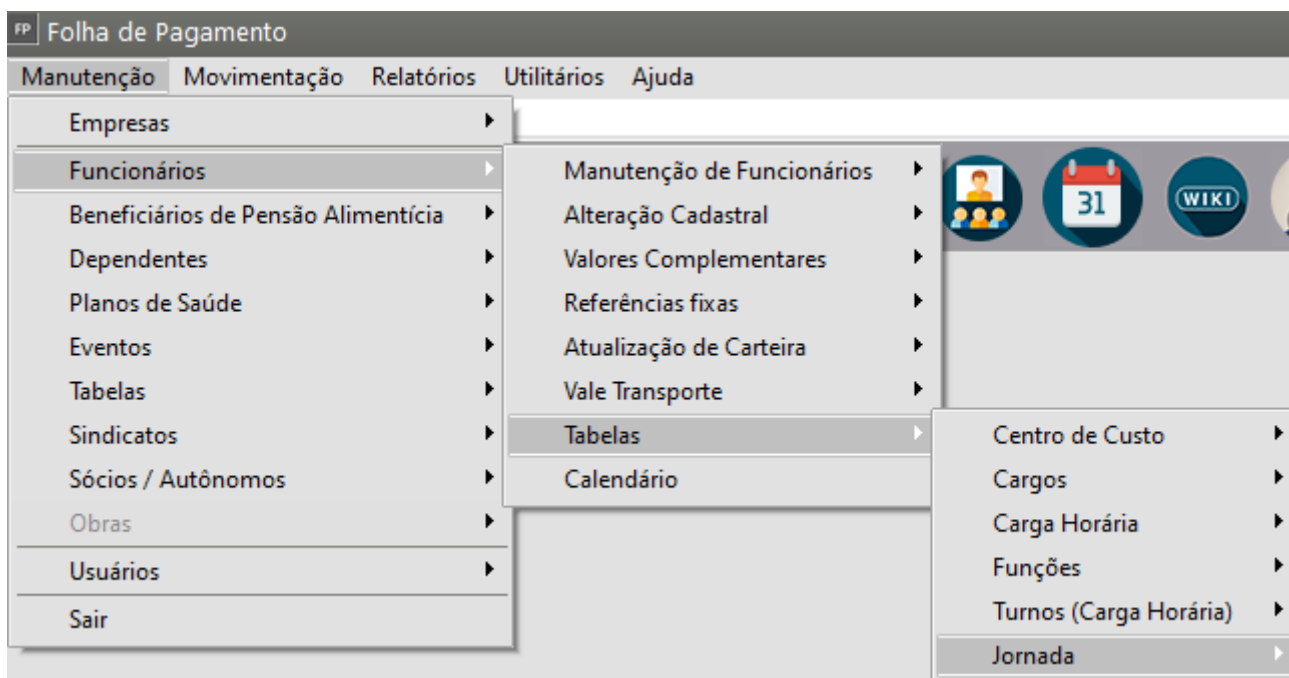 FP Folha de Pagamento
Manutenção Movimentação Relatórios Utilitários Ajuda
Empresas
Funcionários
Beneficiários de Pensão Alimentícia
Dependentes
Planos de Saúde
Eventos
Tabelas
Sindicatos
Sócios / Autônomos
Obras
Usuários
Sair
Manutenção de Funcionários
Alteração Cadastral
Valores Complementares
Referências fixas
Atualização de Carteira
Vale Transporte
Tabelas
Calendário
31
WIKI
Centro de Custo
Cargos
Carga Horária
Funções
Turnos (Carga Horária)
Jornada